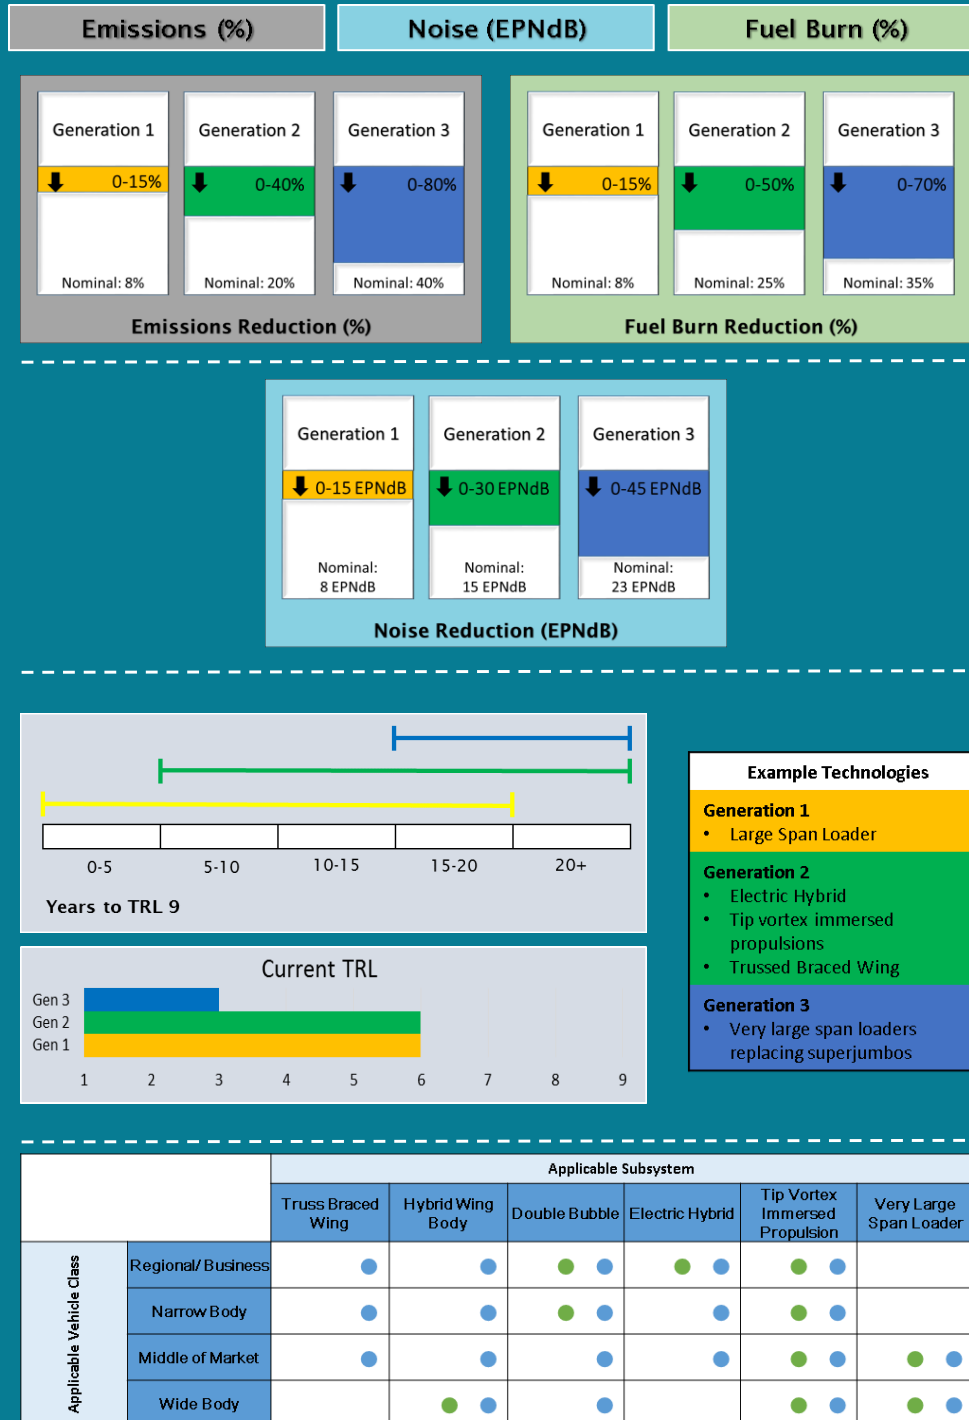 Emissions (%)
Noise (EPNdB)
Fuel Burn (%)
Generation 1
Generation 2
Generation 3
0-15%
0-40%
0-80%
Nominal: 8%
Nominal: 20%
Nominal: 40%
Emissions Reduction (%)
Generation 1
Generation 2
Generation 3
0-15%
0-50%
0-70%
Nominal: 8%
Nominal: 25%
Nominal: 35%
Fuel Burn Reduction (%)
Generation 1
Generation 2
Generation 3
0-15 EPNdB
0-30 EPNdB
0-45 EPNdB
Nominal:
8 EPNdB
Nominal:
15 EPNdB
Nominal:
23 EPNdB
Noise Reduction (EPNdB)
0-5
5-10
10-15
15-20
20+
Years to TRL 9
Current TRL
Gen 3
Gen 2
Gen 1
1 2 3 4 5 6 7 8 9
Example Technologies
Generation 1
• Large Span Loader
Generation 2
• Electric Hybrid
• Tip vortex immersed
propulsions
• Trussed Braced Wing
Generation 3
• Very large span loaders
replacing superjumbos
Applicable Subsystem
Truss Braced
Wing
Hybrid Wing
Body
Double Bubble
Electric Hybrid
Tip Vortex
Immersed
Propulsion
Very Large
Span Loader
Applicable Vehicle Class
Regional/ Business
Narrow Body
Middle of Market
Wide Body